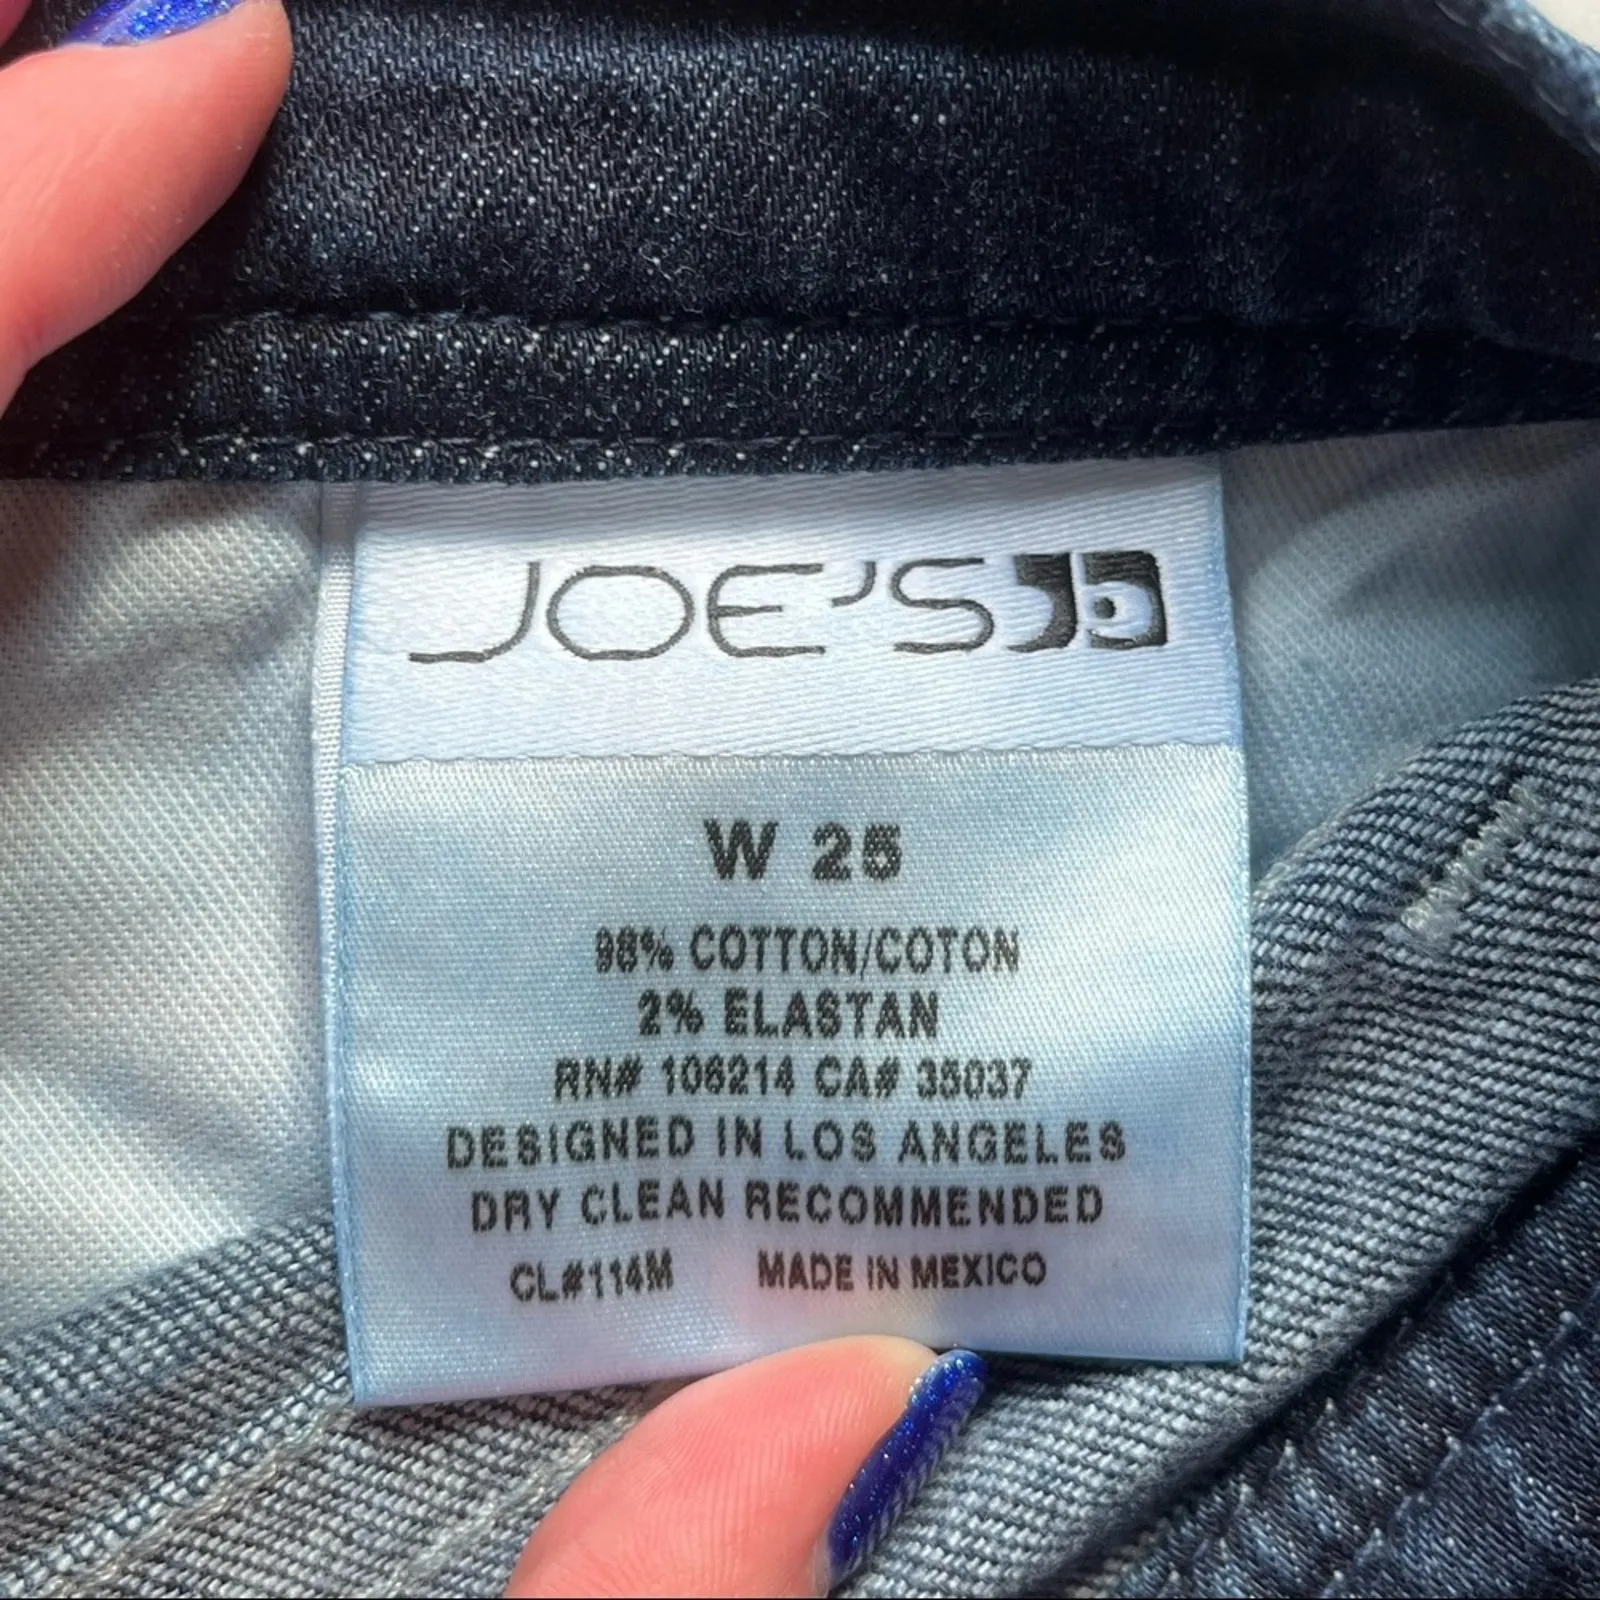 JOE'S
W 25
98% COTTON/COTON
2% ELASTAN
RN# 106214 CA# 35037
DESIGNED IN LOS ANGELES
DRY CLEAN RECOMMENDED
CL#114M MADE IN MEXICO